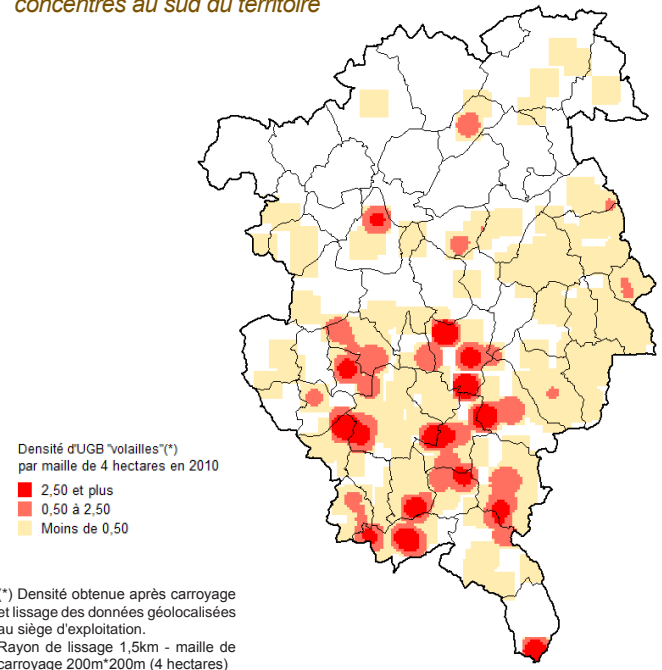 concentrés au sud du territoire
Densité d'UGB "volailles"(*)
par maille de 4 hectares en 2010
2,50 et plus
0,50 à 2,50
Moins de 0,50
(*) Densité obtenue après carroyage
et lissage des données géolocalisées
au siège d'exploitation.
Rayon de lissage 1,5km - maille de
carroyage 200m*200m (4 hectares)